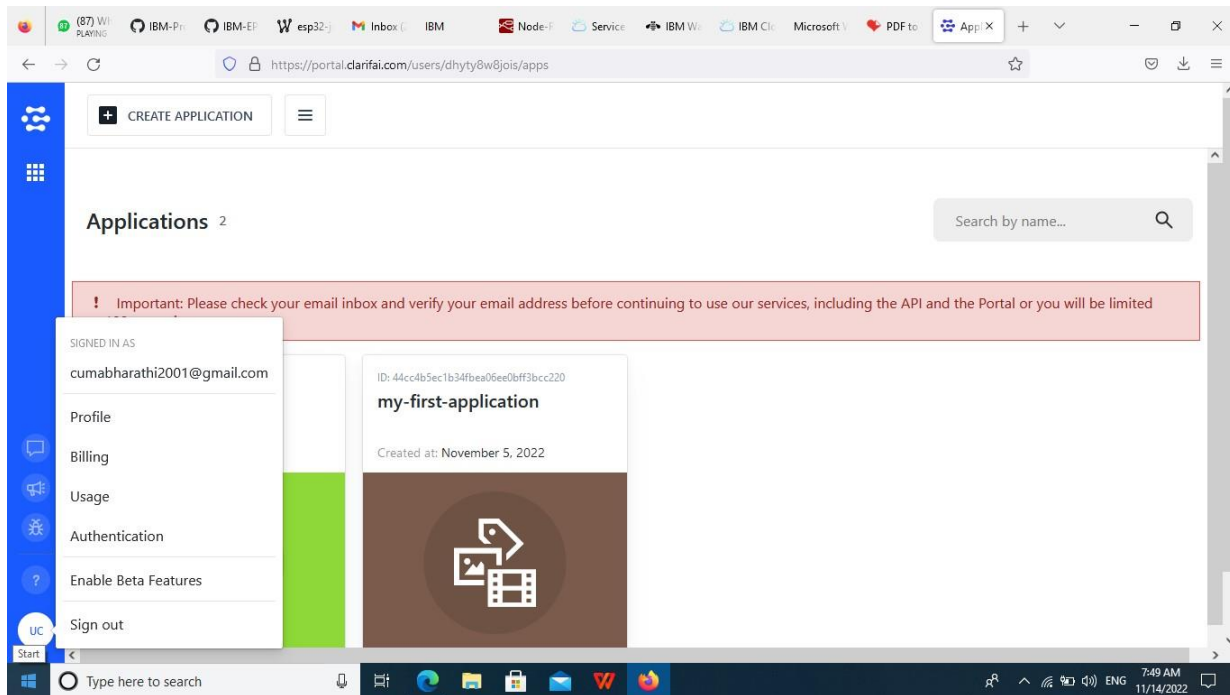 (87) Wh
PLAYING
IBM-Pro
IBM-EP
esp32-j
Inbox (
IBM
Node-R
Service
IBM Wa
IBM Clo
Microsoft V
PDF to
Appl
https://portal.clarifai.com/users/dhyty8w8jois/apps
CREATE APPLICATION
Applications 2
Search by name...
! Important: Please check your email inbox and verify your email address before continuing to use our services, including the API and the Portal or you will be limited
SIGNED IN AS
cumabharathi2001@gmail.com
Profile
Billing
Usage
Authentication
Enable Beta Features
Sign out
ID: 44cc4b5ec1b34fbea06ee0bff3bcc220
my-first-application
Created at: November 5, 2022
?
UC
Start
Type here to search
ENG
7:49 AM
11/14/2022